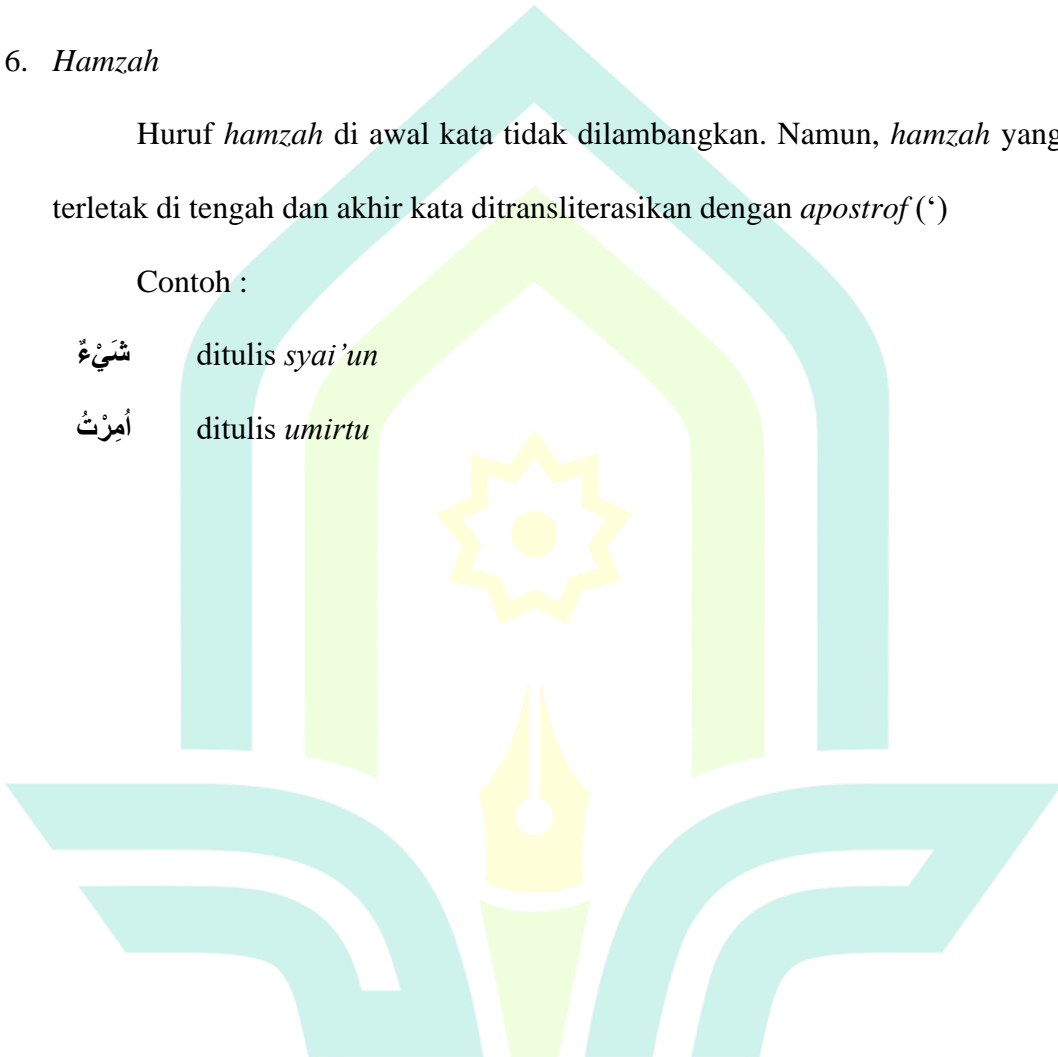 6. Hamzah
Huruf hamzah di awal kata tidak dilambangkan. Namun, hamzah yang
terletak di tengah dan akhir kata ditransliterasikan dengan apostrof (‘)
Contoh :
شَيْءٌ ditulis syai’un
اُمِرْتُ ditulis umirtu